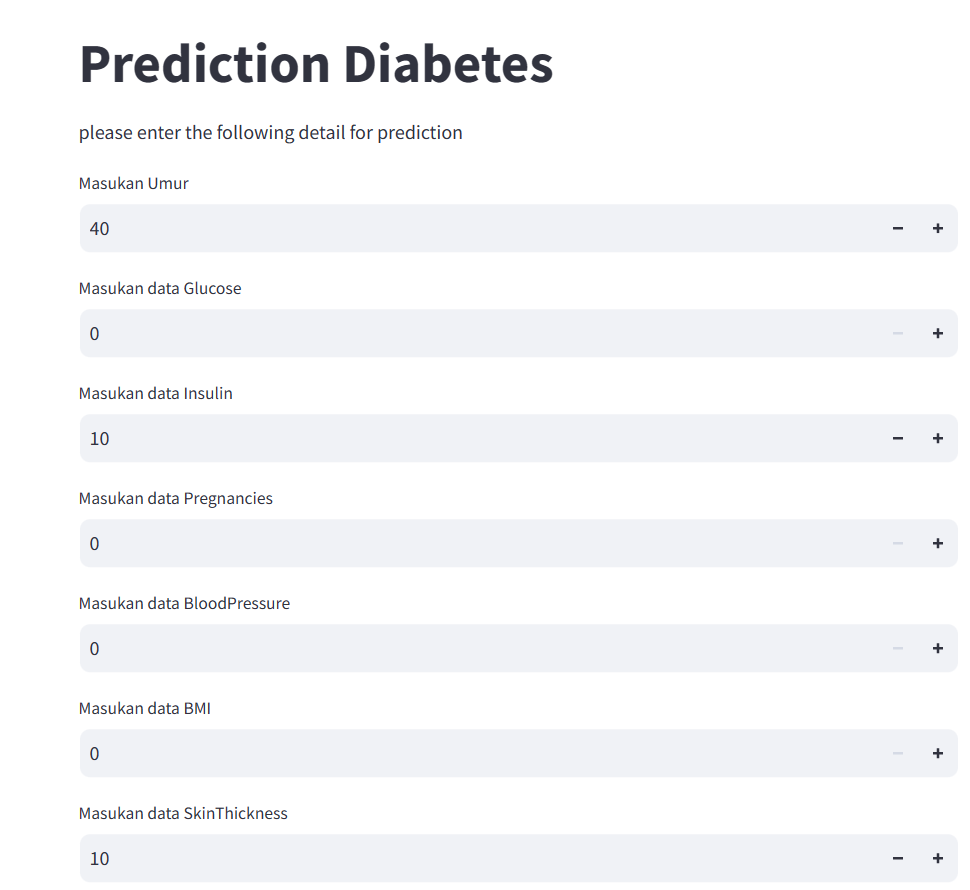 Prediction Diabetes
please enter the following detail for prediction
Masukan Umur
40
Masukan data Glucose
0
Masukan data Insulin
10
Masukan data Pregnancies
0
Masukan data BloodPressure
0
Masukan data BMI
0
Masukan data SkinThickness
10